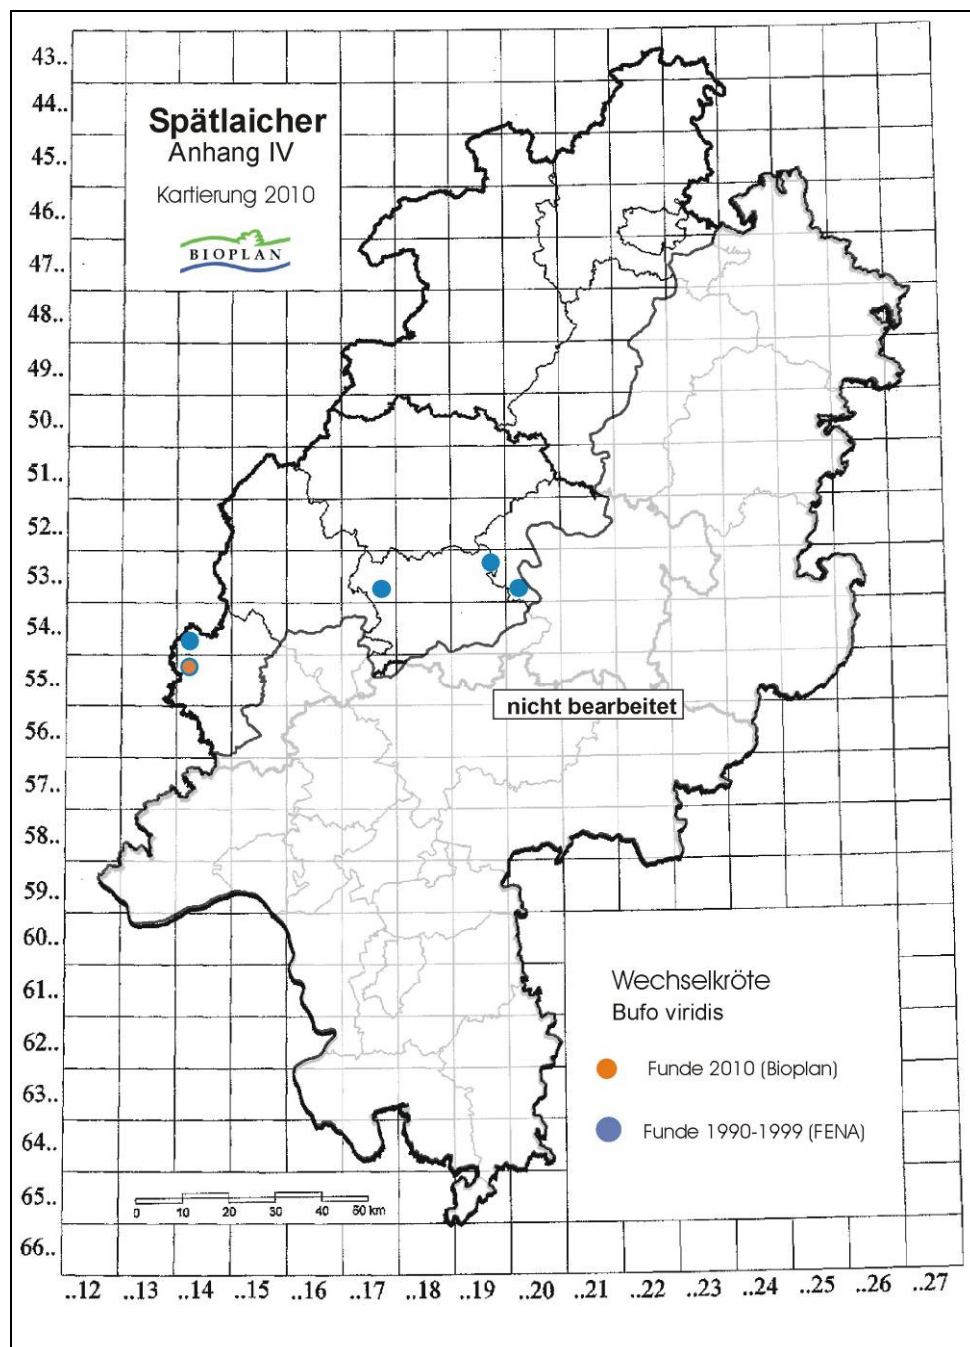 Spätlaicher
Anhang IV
Kartierung 2010
BIOPLAN
43..
44..
45..
46..
47..
48..
49..
50..
51..
52..
53..
54..
55..
56..
57..
58..
59..
60..
61..
62..
63..
64..
65..
66..
nicht bearbeitet
Wechselkröte
Bufo viridis
Funde 2010 (Bioplan)
Funde 1990-1999 (FENA)
0 10 20 30 40 50 km
..12 ..13 ..14 ..15 ..16 ..17 ..18 ..19 ..20 ..21 ..22 ..23 ..24 ..25 ..26 ..27